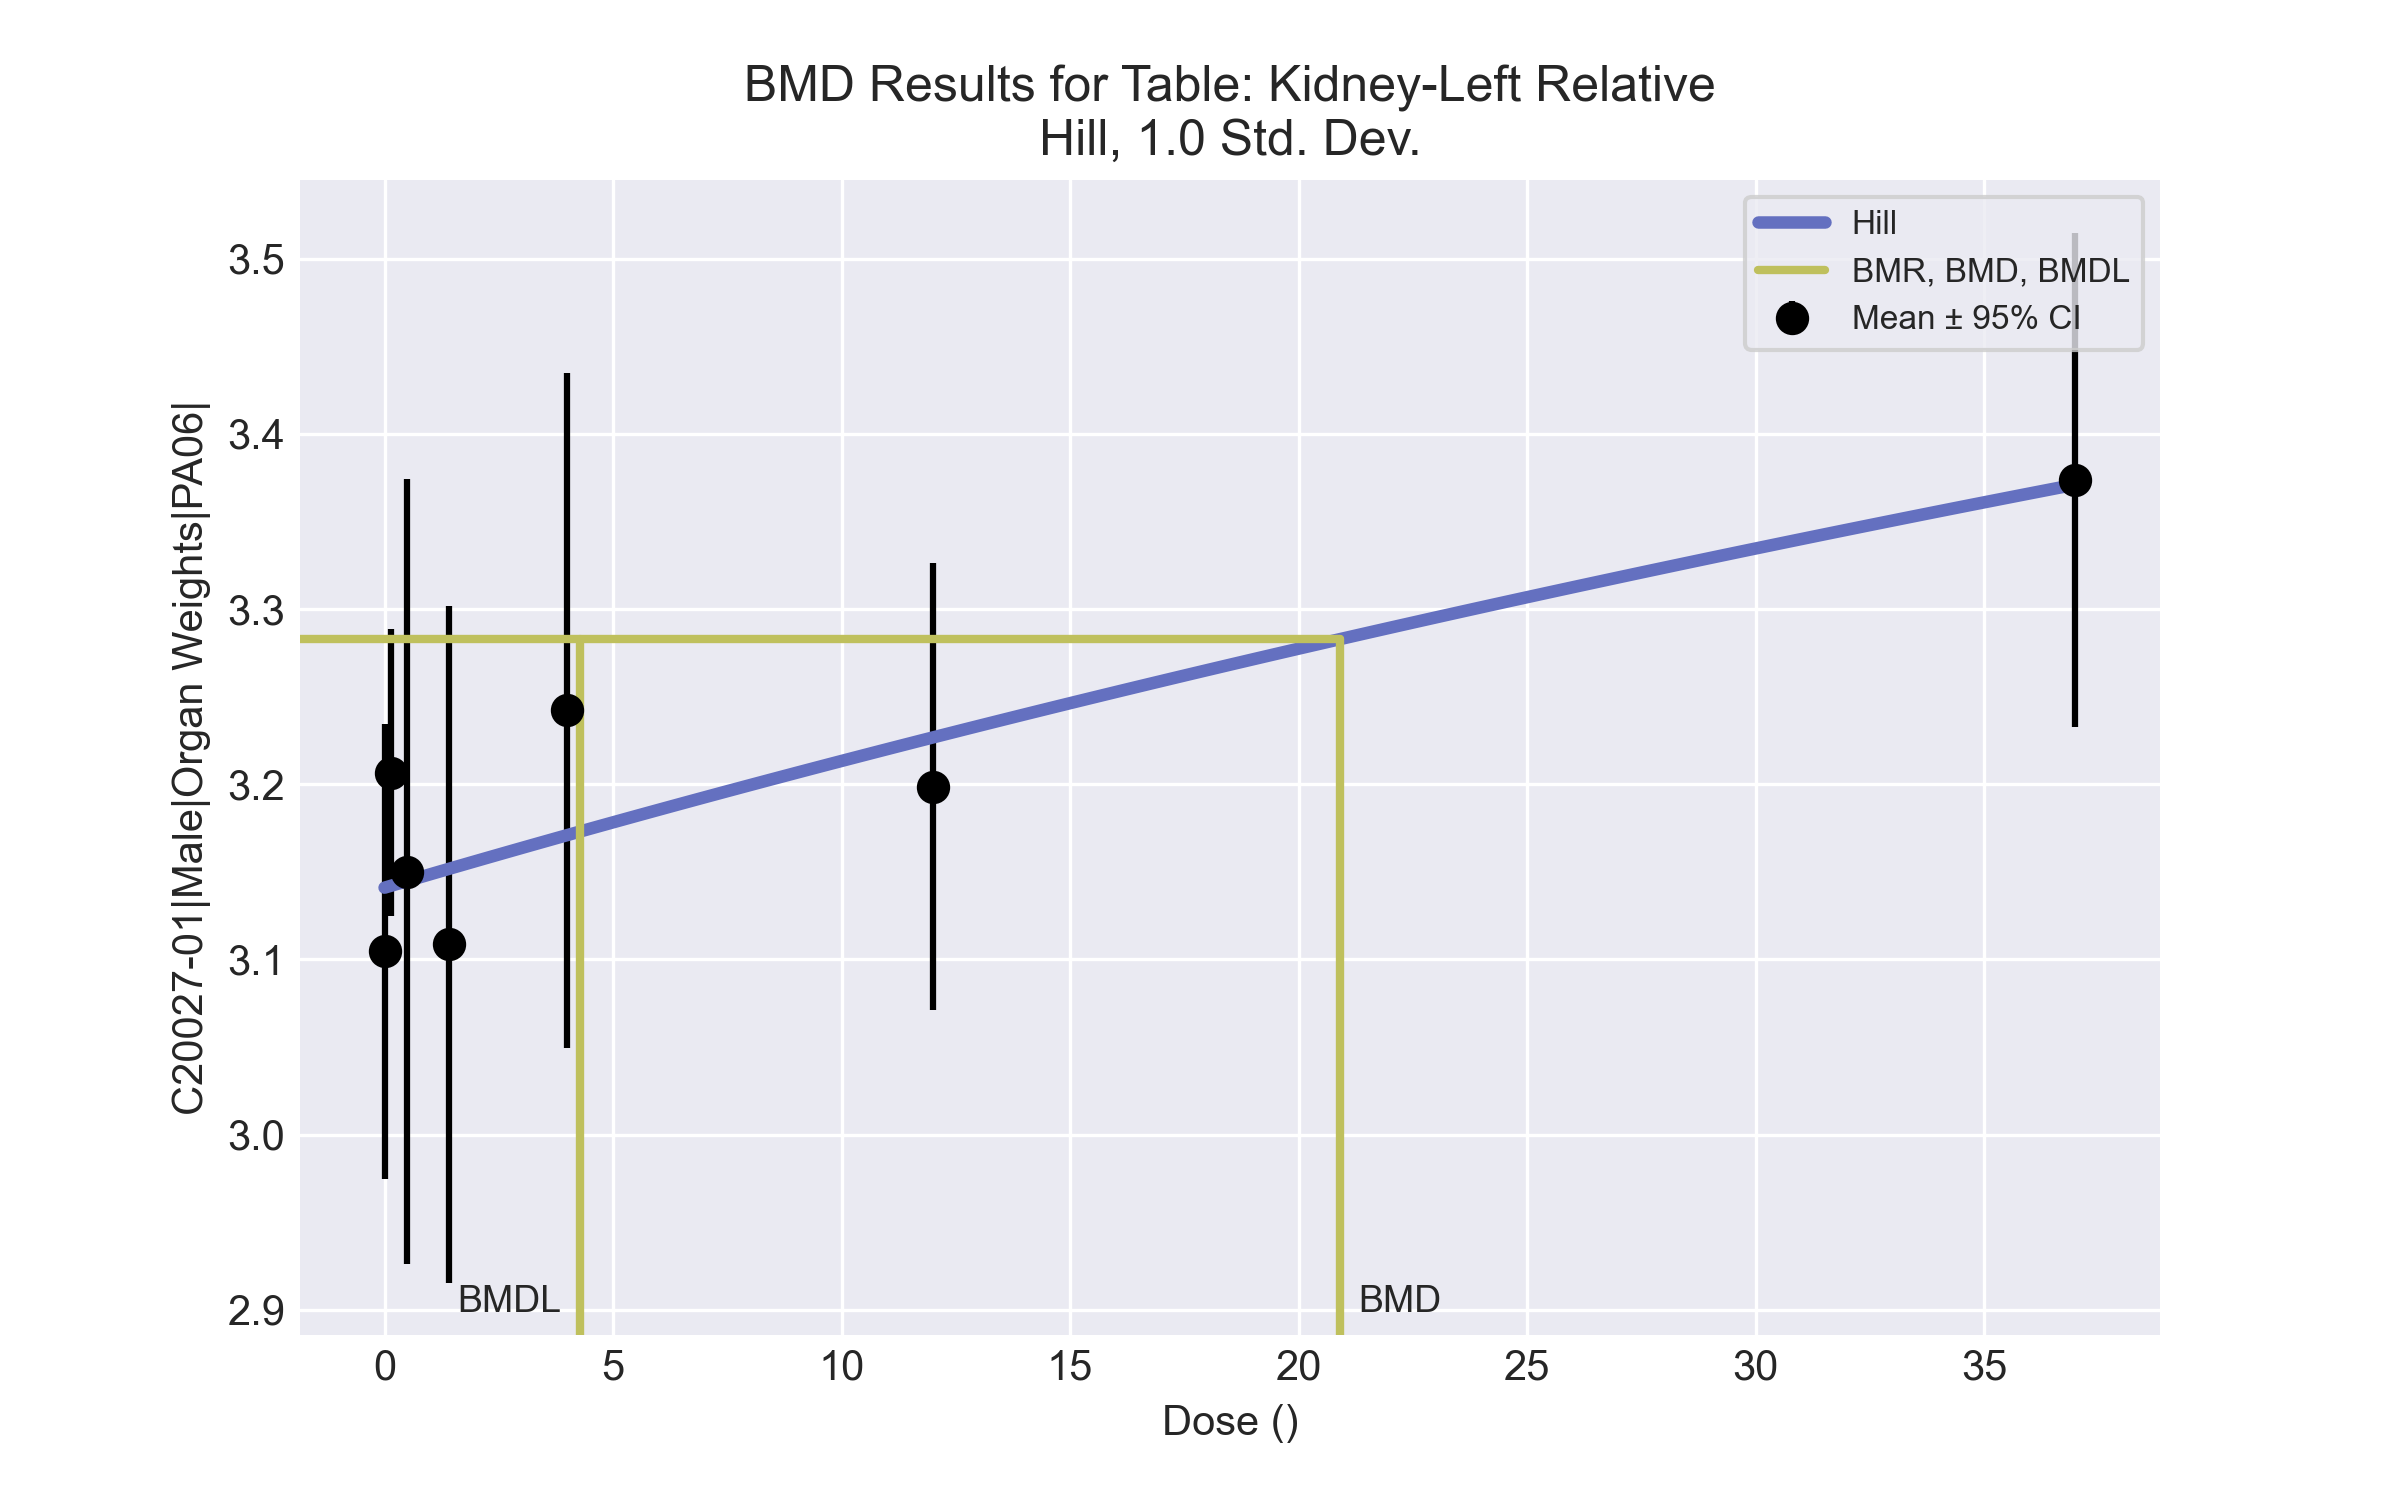 BMD Results for Table: Kidney-Left Relative
Hill, 1.0 Std. Dev.
Hill
BMR, BMD, BMDL
Mean ± 95% CI
C20027-01|Male|Organ Weights|PA06|
3.5
3.4
3.3
3.2
3.1
3.0
2.9
BMDL
BMD
0 5 10 15 20 25 30 35
Dose ()